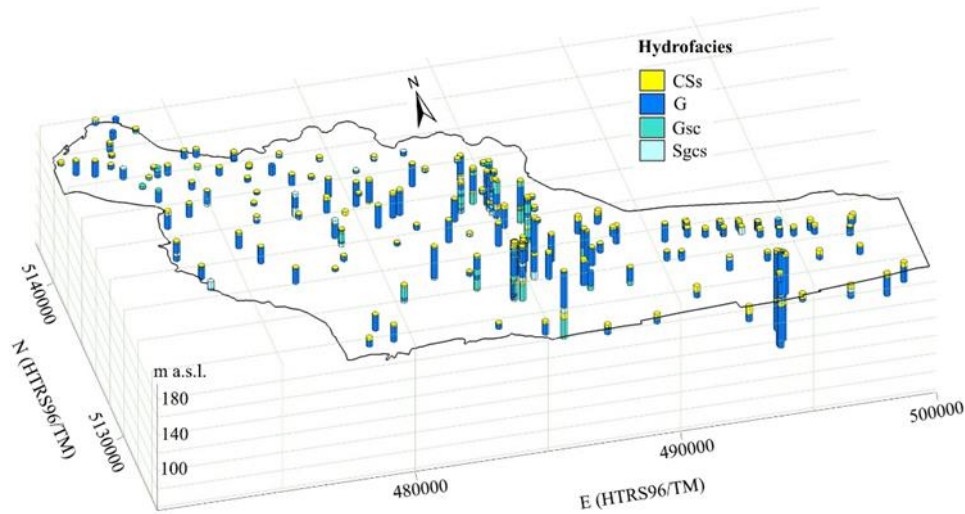 Hydrofacies
CSs
G
Gsc
Sgcs
N
5140000
N (HTRS96/TM)
5130000
m a.s.l.
180
140
100
480000
490000
500000
E (HTRS96/TM)